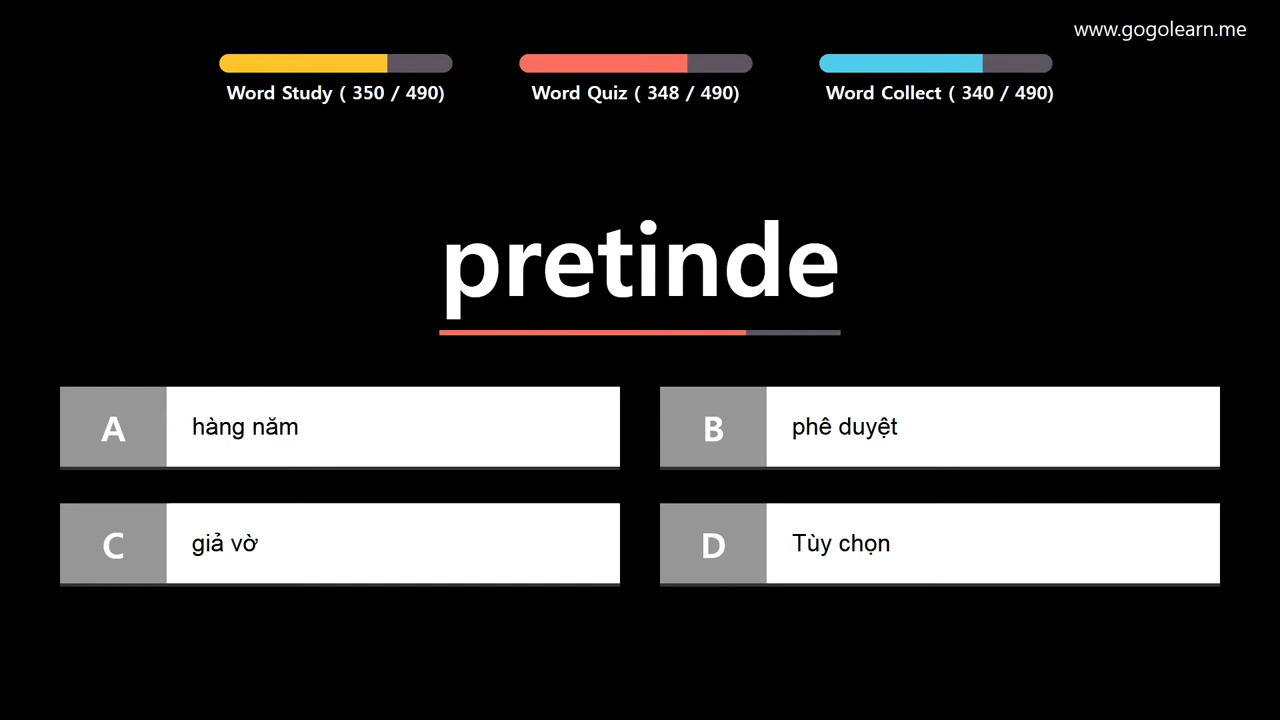 www.gogolearn.me
Word Study ( 350 / 490)
Word Quiz ( 348 / 490)
Word Collect ( 340 / 490)
pretinde
A hàng năm
B phê duyệt
C giả vờ
D Tùy chọn